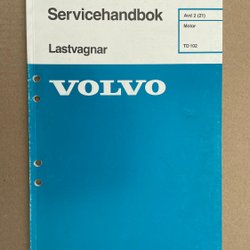 Servicehandbok
Lastvagnar
Avd 2 (21)
Motor
TD 102
VOLVO